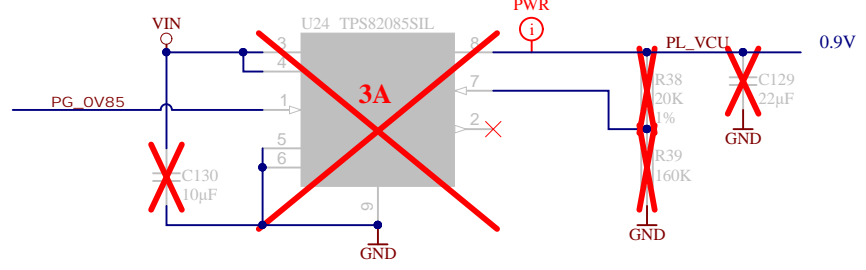 PWR
VIN
U24 TPS82085SIL
i
3
8
PL_VCU
0.9V
4
7
R38
C129
3A
20K
22µF
PG_0V85
1
2
1%
GND
5
6
R39
C130
160K
10µF
9
GND
GND